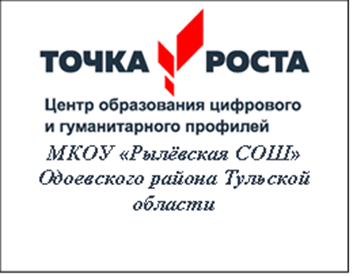 ТОЧКА РОСТА
Центр образования цифрового
и гуманитарного профилей
МКОУ «Рылёвская СОШ»
Одоевского района Тульской
области